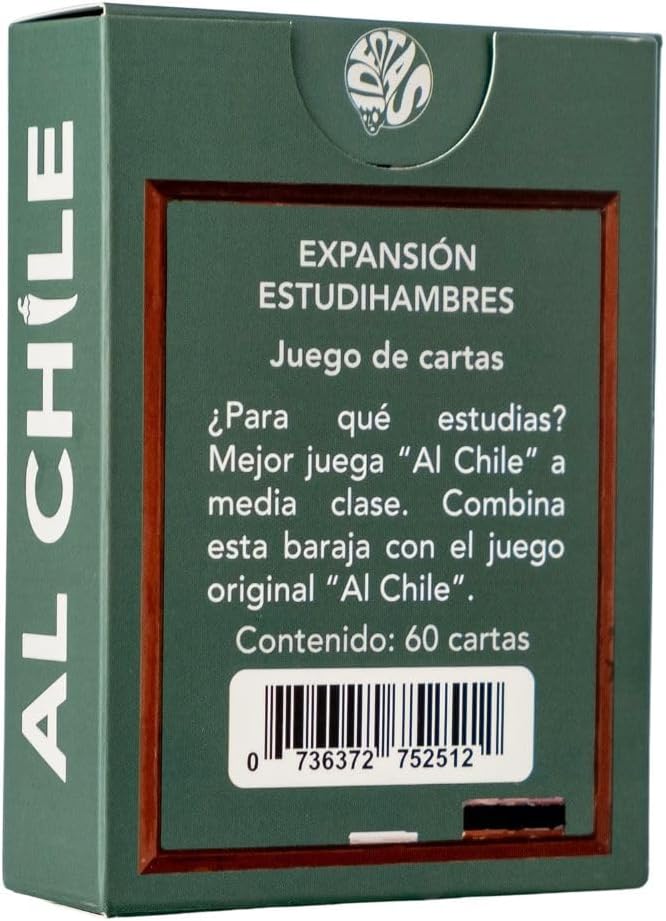 IDEOTAS
AL CHILE
EXPANSIÓN
ESTUDIHAMBRES
Juego de cartas
¿Para qué estudias?
Mejor juega “Al Chile” a
media clase. Combina
esta baraja con el juego
original “Al Chile”.
Contenido: 60 cartas
0 736372 752512